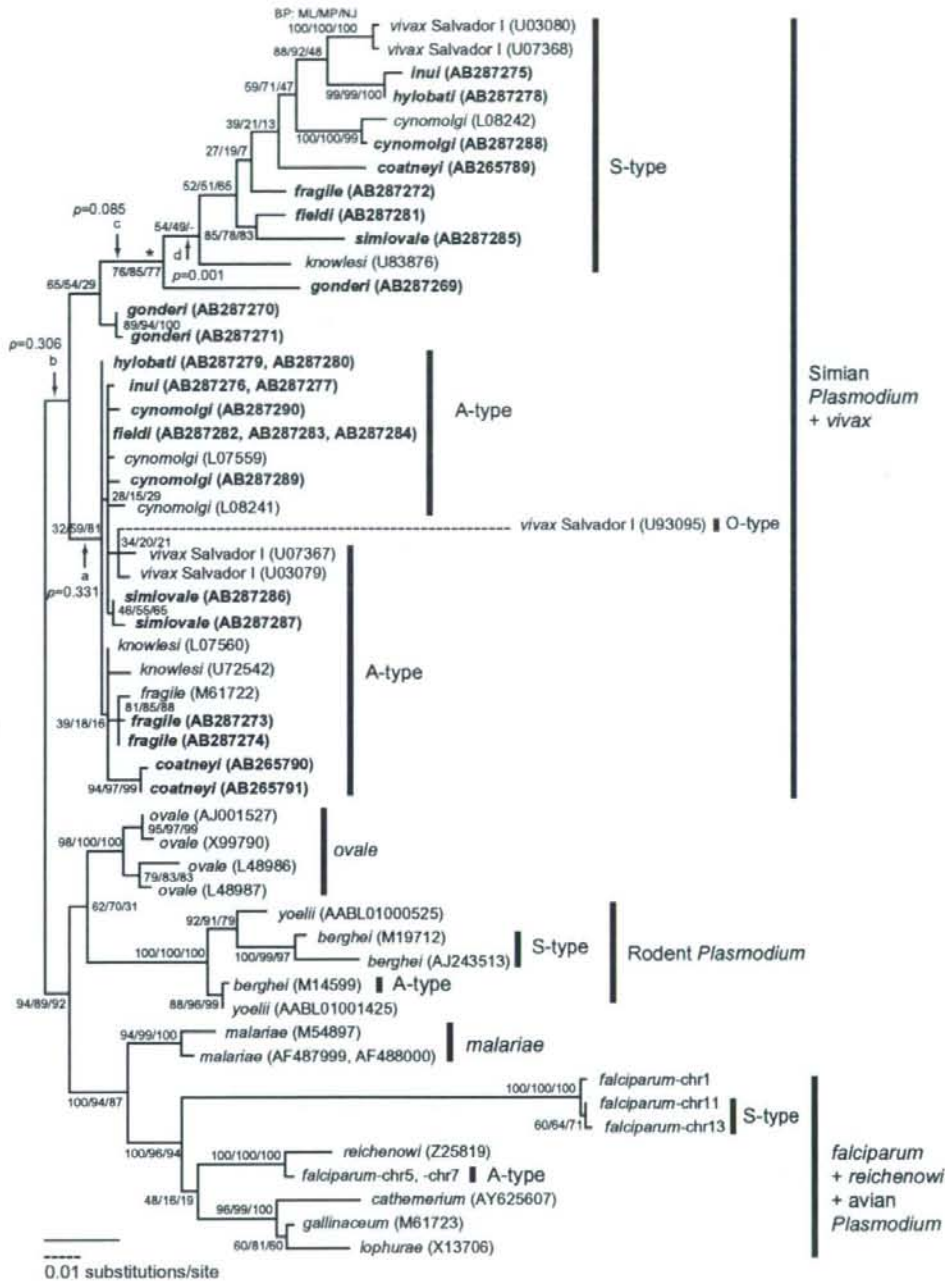 BP: ML/MP/NJ
100/100/100
vivax Salvador I (U03080)
vivax Salvador I (U07368)
88/92/48
inui (AB287275)
99/99/100
hylobati (AB287278)
59/71/47
cynomolgi (L08242)
100/100/99
cynomolgi (AB287288)
39/21/13
coatneyi (AB265789)
S-type
27/19/7
fragile (AB287272)
52/51/65
fieldi (AB287281)
85/78/83
simiovale (AB287285)
p=0.085
c
54/49/-
*
d
76/85/77
p=0.001
knowlesi (U83876)
65/54/29
gonderi (AB287269)
gonderi (AB287270)
89/94/100
gonderi (AB287271)
p=0.306
b
hylobati (AB287279, AB287280)
inui (AB287276, AB287277)
cynomolgi (AB287290)
A-type
fieldi (AB287282, AB287283, AB287284)
cynomolgi (L07559)
cynomolgi (AB287289)
28/15/29
cynomolgi (L08241)
Simian
Plasmodium
+ vivax
32/59/81
vivax Salvador I (U93095)
O-type
34/20/21
a
p=0.331
vivax Salvador I (U07367)
vivax Salvador I (U03079)
simiovale (AB287286)
46/55/65
simiovale (AB287287)
knowlesi (L07560)
knowlesi (U72542)
A-type
fragile (M61722)
81/85/88
39/18/16
fragile (AB287273)
fragile (AB287274)
coatneyi (AB265790)
94/97/99
coatneyi (AB265791)
ovale (AJ001527)
95/97/99
98/100/100
ovale (X99790)
ovale
ovale (L48986)
79/83/83
ovale (L48987)
62/70/31
yoelii (AABL01000525)
92/91/79
berghei (M19712)
100/99/97
berghei (AJ243513)
S-type
100/100/100
Rodent Plasmodium
berghei (M14599)
A-type
88/96/99
yoelii (AABL01001425)
94/89/92
malariae (M54897)
94/99/100
malariae (AF487999, AF488000)
malariae
100/94/87
100/100/100
falciparum-chr1
falciparum-chr11
60/64/71
falciparum-chr13
S-type
100/96/94
reichenowi (Z25819)
100/100/100
falciparum-chr5, -chr7
A-type
48/16/19
cathemerium (AY625607)
96/99/100
gallinaceum (M61723)
60/81/60
lophurae (X13706)
falciparum
+ reichenowi
+ avian
Plasmodium
0.01 substitutions/site